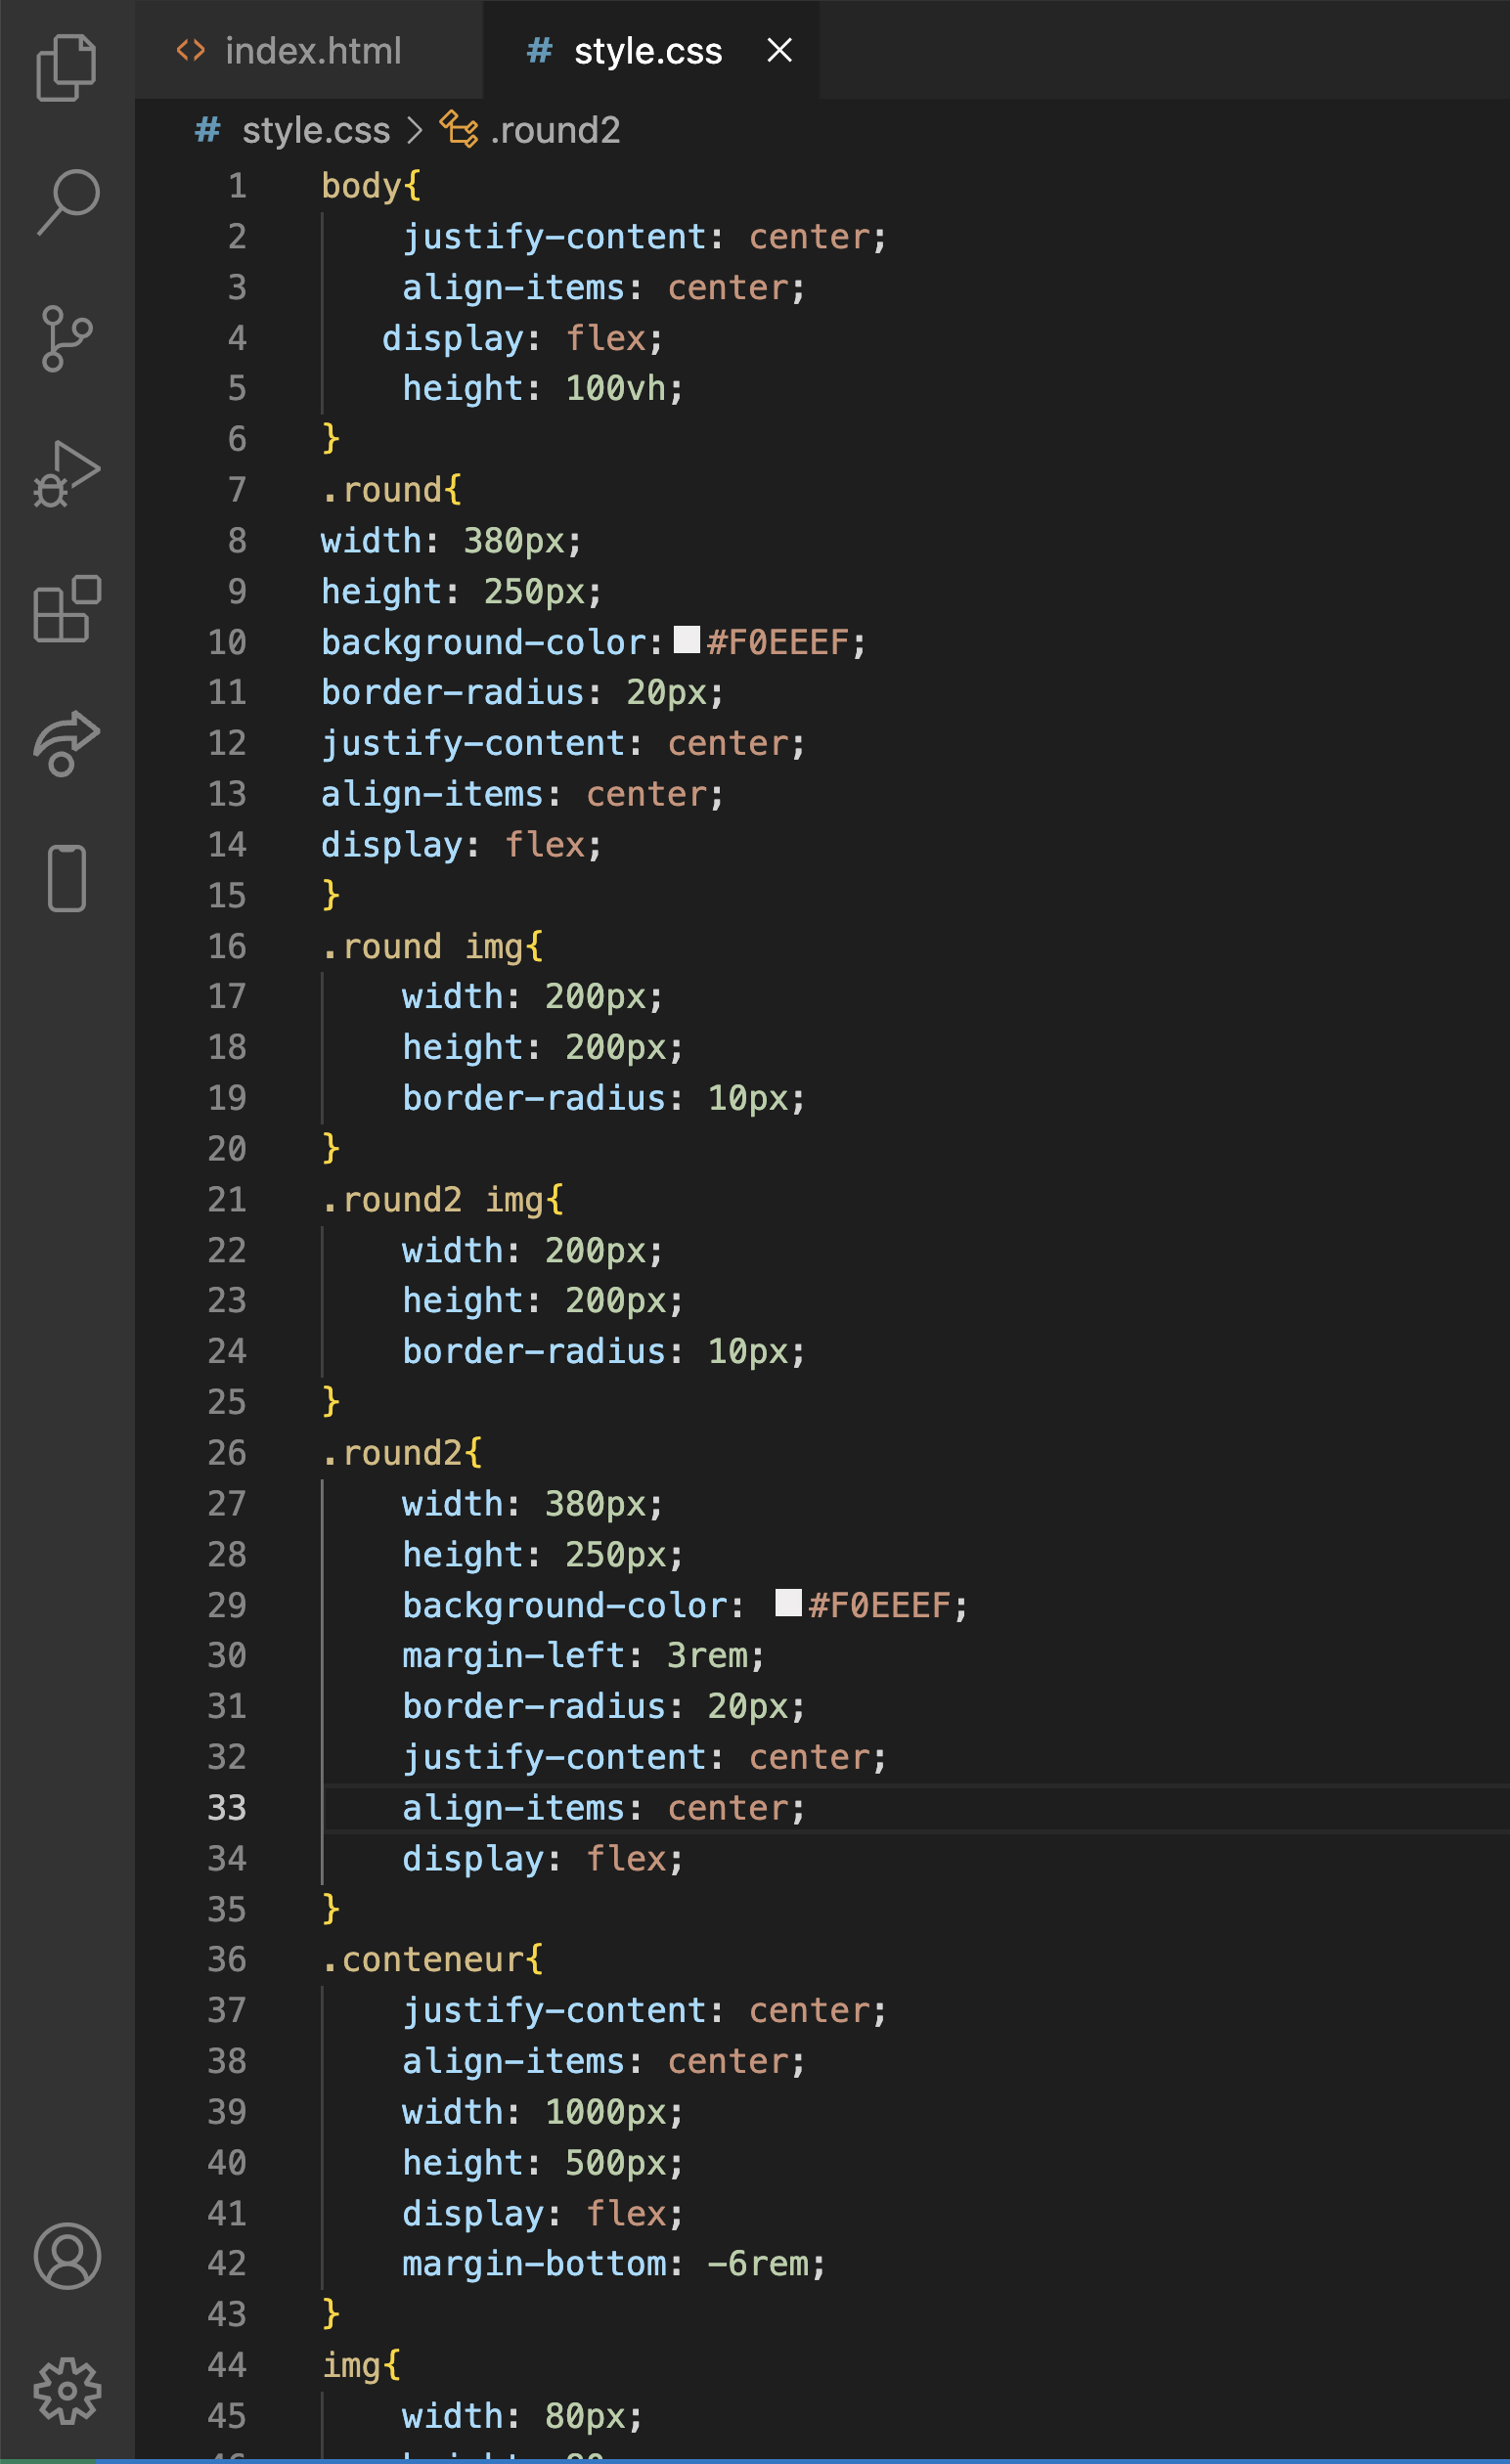 index.html
style.css
style.css > .round2
1 body{
2 justify-content: center;
3 align-items: center;
4 display: flex;
5 height: 100vh;
6 }
7 .round{
8 width: 380px;
9 height: 250px;
10 background-color: #F0EEEF;
11 border-radius: 20px;
12 justify-content: center;
13 align-items: center;
14 display: flex;
15 }
16 .round img{
17 width: 200px;
18 height: 200px;
19 border-radius: 10px;
20 }
21 .round2 img{
22 width: 200px;
23 height: 200px;
24 border-radius: 10px;
25 }
26 .round2{
27 width: 380px;
28 height: 250px;
29 background-color: #F0EEEF;
30 margin-left: 3rem;
31 border-radius: 20px;
32 justify-content: center;
33 align-items: center;
34 display: flex;
35 }
36 .conteneur{
37 justify-content: center;
38 align-items: center;
39 width: 1000px;
40 height: 500px;
41 display: flex;
42 margin-bottom: -6rem;
43 }
44 img{
45 width: 80px;